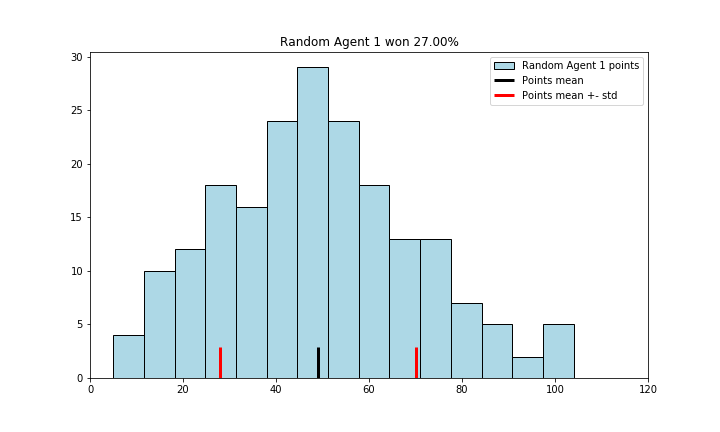 Random Agent 1 won 27.00%
Random Agent 1 points
Points mean
Points mean +- std
30
25
20
15
10
5
0
0 20 40 60 80 100 120